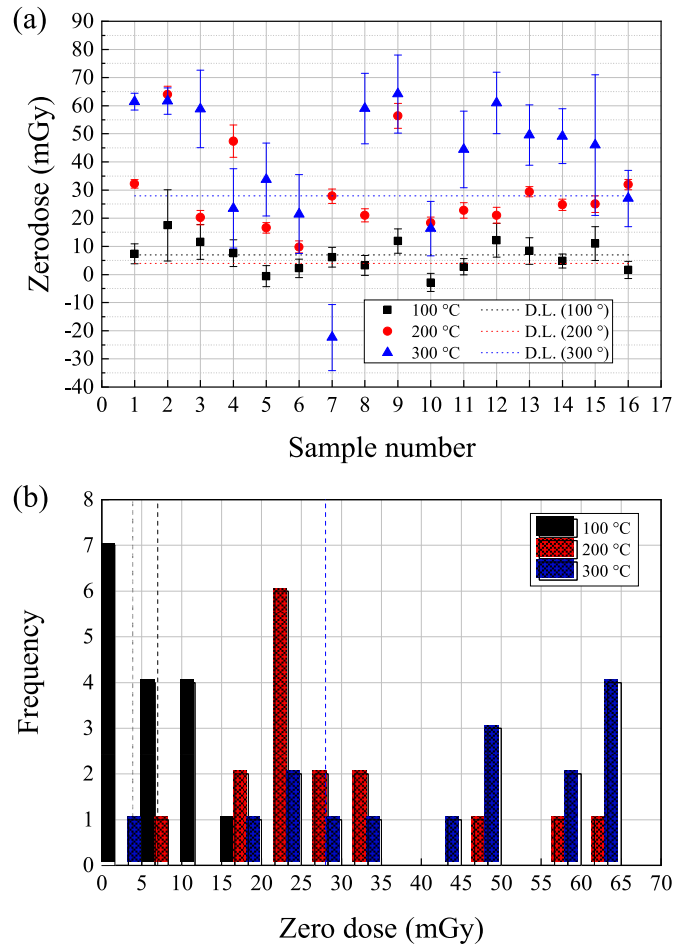 (a)
90
80
70
60
50
40
30
20
10
0
-10
-20
-30
-40
Zerodose (mGy)
100 °C
200 °C
300 °C
D.L. (100 °)
D.L. (200 °)
D.L. (300 °)
0 1 2 3 4 5 6 7 8 9 10 11 12 13 14 15 16 17
Sample number
(b)
8
7
6
5
4
3
2
1
0
Frequency
100 °C
200 °C
300 °C
0 5 10 15 20 25 30 35 40 45 50 55 60 65 70
Zero dose (mGy)